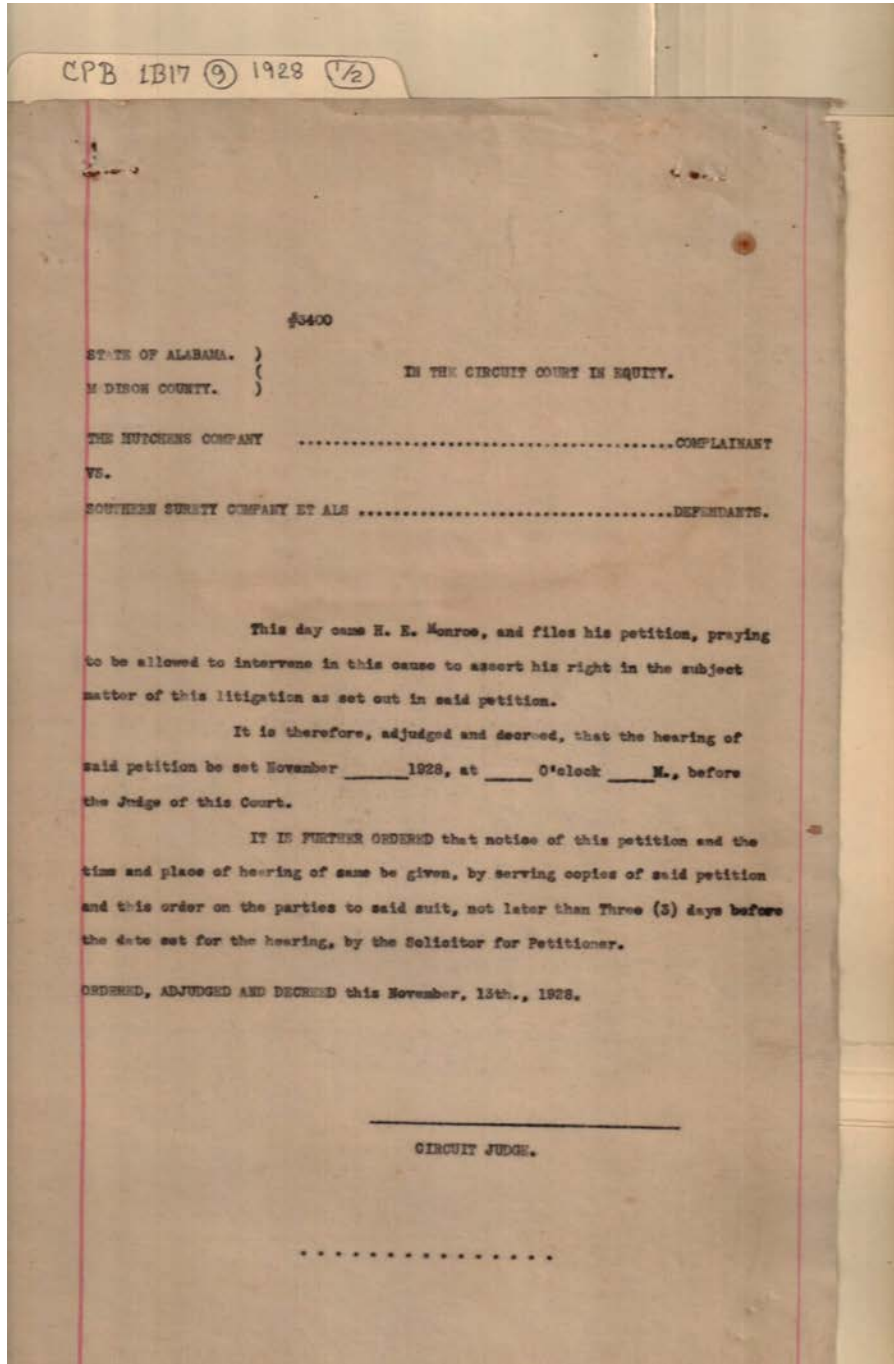 CPB 1B17 (9) 1928 (1/2)
#3400
STATE OF ALABAMA. )
(
MADISON COUNTY. )
IN THE CIRCUIT COURT IN EQUITY.
THE HUTCHENS COMPANY ............................................COMPLAINANT
VS.
SOUTHERN SURETY COMPANY ET ALS .....................................DEFENDANTS.
This day came H. E. Monroe, and files his petition, praying
to be allowed to intervene in this cause to assert his right in the subject
matter of this litigation as set out in said petition.
It is therefore, adjudged and decreed, that the hearing of
said petition be set November ______1928, at _____ O'clock ____M., before
the Judge of this Court.
IT IS FURTHER ORDERED that notice of this petition and the
time and place of hearing of same be given, by serving copies of said petition
and this order on the parties to said suit, not later than Three (3) days before
the date set for the hearing, by the Solicitor for Petitioner.
ORDERED, ADJUDGED AND DECREED this November, 13th., 1928.
CIRCUIT JUDGE.
. . . . . . . . . . . . . . .